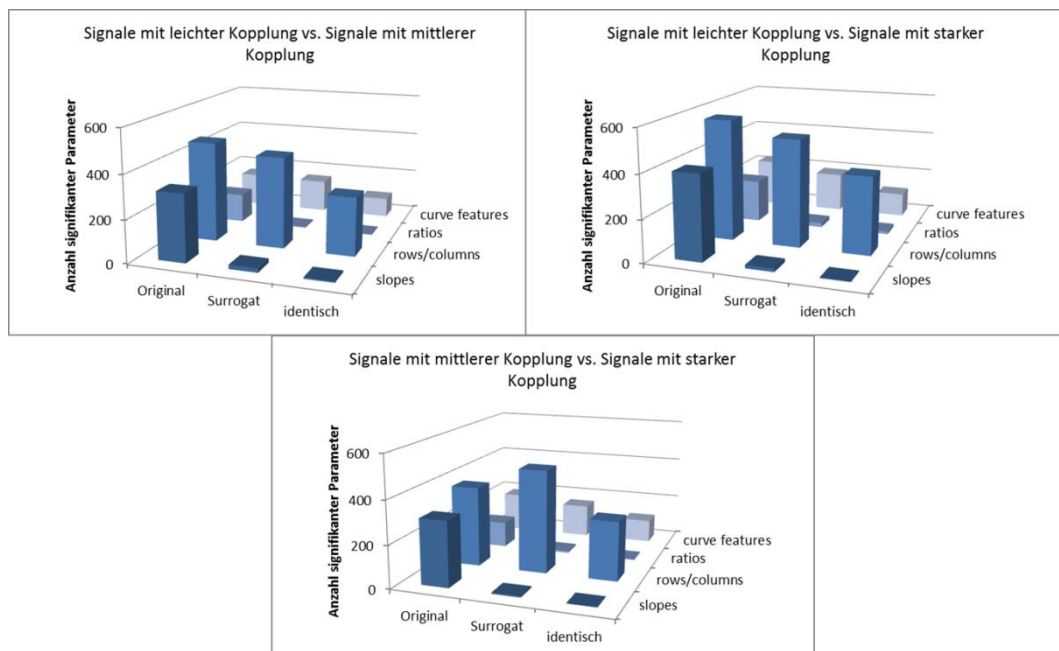 Signale mit leichter Kopplung vs. Signale mit mittlerer
Kopplung
Anzahl signifikanter Parameter
600
400
200
0
Original
Surrogat
identisch
curve features
ratios
rows/columns
slopes
Signale mit leichter Kopplung vs. Signale mit starker
Kopplung
Anzahl signifikanter Parameter
600
400
200
0
Original
Surrogat
identisch
curve features
ratios
rows/columns
slopes
Signale mit mittlerer Kopplung vs. Signale mit starker
Kopplung
Anzahl signifikanter Parameter
600
400
200
0
Original
Surrogat
identisch
curve features
ratios
rows/columns
slopes